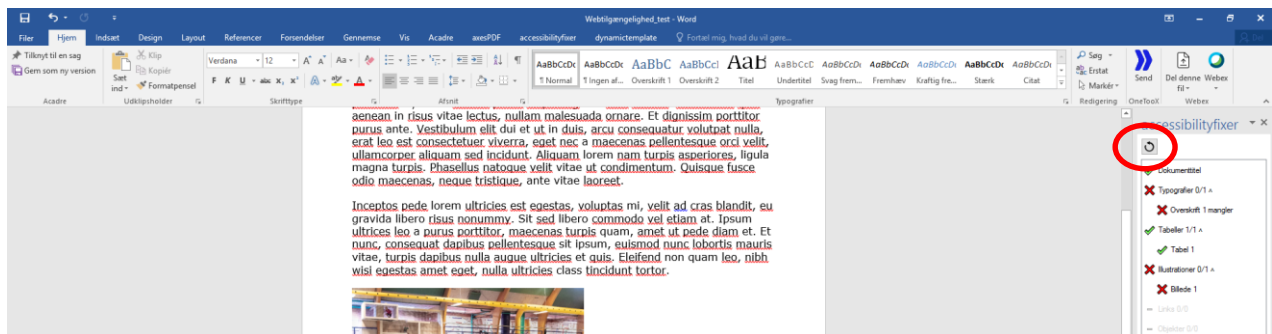 Webtilgængelighed_test - Word
Filer Hjem Indsæt Design Layout Referencer Forsendelser Gennemse Vis Acadre axesPDF accessibilityfixer dynamictemplate Fortæl mig, hvad du vil gøre...
Tilknyt til en sag
Gem som ny version
Acadre
Sæt ind
Klip
Kopiér
Formatpensel
Udklipsholder
Verdana 12
F K U abc x, x²
Skrifttype
Afsnit
AaBbCcDc AaBbCcDc AaBbC AaBbCcI AaB AaBbCcC AaBbCcDc AaBbCcDc AaBbCcDc AaBbCcDc AaBbCcDc
¶ Normal ¶ Ingen af... Overskrift 1 Overskrift 2 Titel Undertitel Svag frem... Fremhæv Kraftig fre... Stærk Citat
Typografier
Søg
Erstat
Markér
Redigering
Send
OneTooX
Del denne fil
Webex
Webex
aenean in risus vitae lectus, nullam malesuada ornare. Et dignissim porttitor
purus ante. Vestibulum elit dui et ut in duis, arcu consequatur volutpat nulla,
erat leo est consectetuer viverra, eget nec a maecenas pellentesque orci velit,
ullamcorper aliquam sed incidunt. Aliquam lorem nam turpis asperiores, ligula
magna turpis. Phasellus natoque velit vitae ut condimentum. Quisque fusce
odio maecenas, neque tristique, ante vitae laoreet.
Inceptos pede lorem ultricies est egestas, voluptas mi, velit ad cras blandit, eu
gravida libero risus nonummy. Sit sed libero commodo vel etiam at. Ipsum
ultrices leo a purus porttitor, maecenas turpis quam, amet ut pede diam et. Et
nunc, consequat dapibus pellentesque sit ipsum, euismod nunc lobortis mauris
vitae, turpis dapibus nulla augue ultricies et quis. Eleifend non quam leo, nibh
wisi egestas amet eget, nulla ultricies class tincidunt tortor.
accessibilityfixer
Dokumenttitel
Typografier 0/1
Overskrift 1 mangler
Tabeller 1/1
Tabel 1
Illustrationer 0/1
Billede 1
Links 0/0
Objekter 0/0